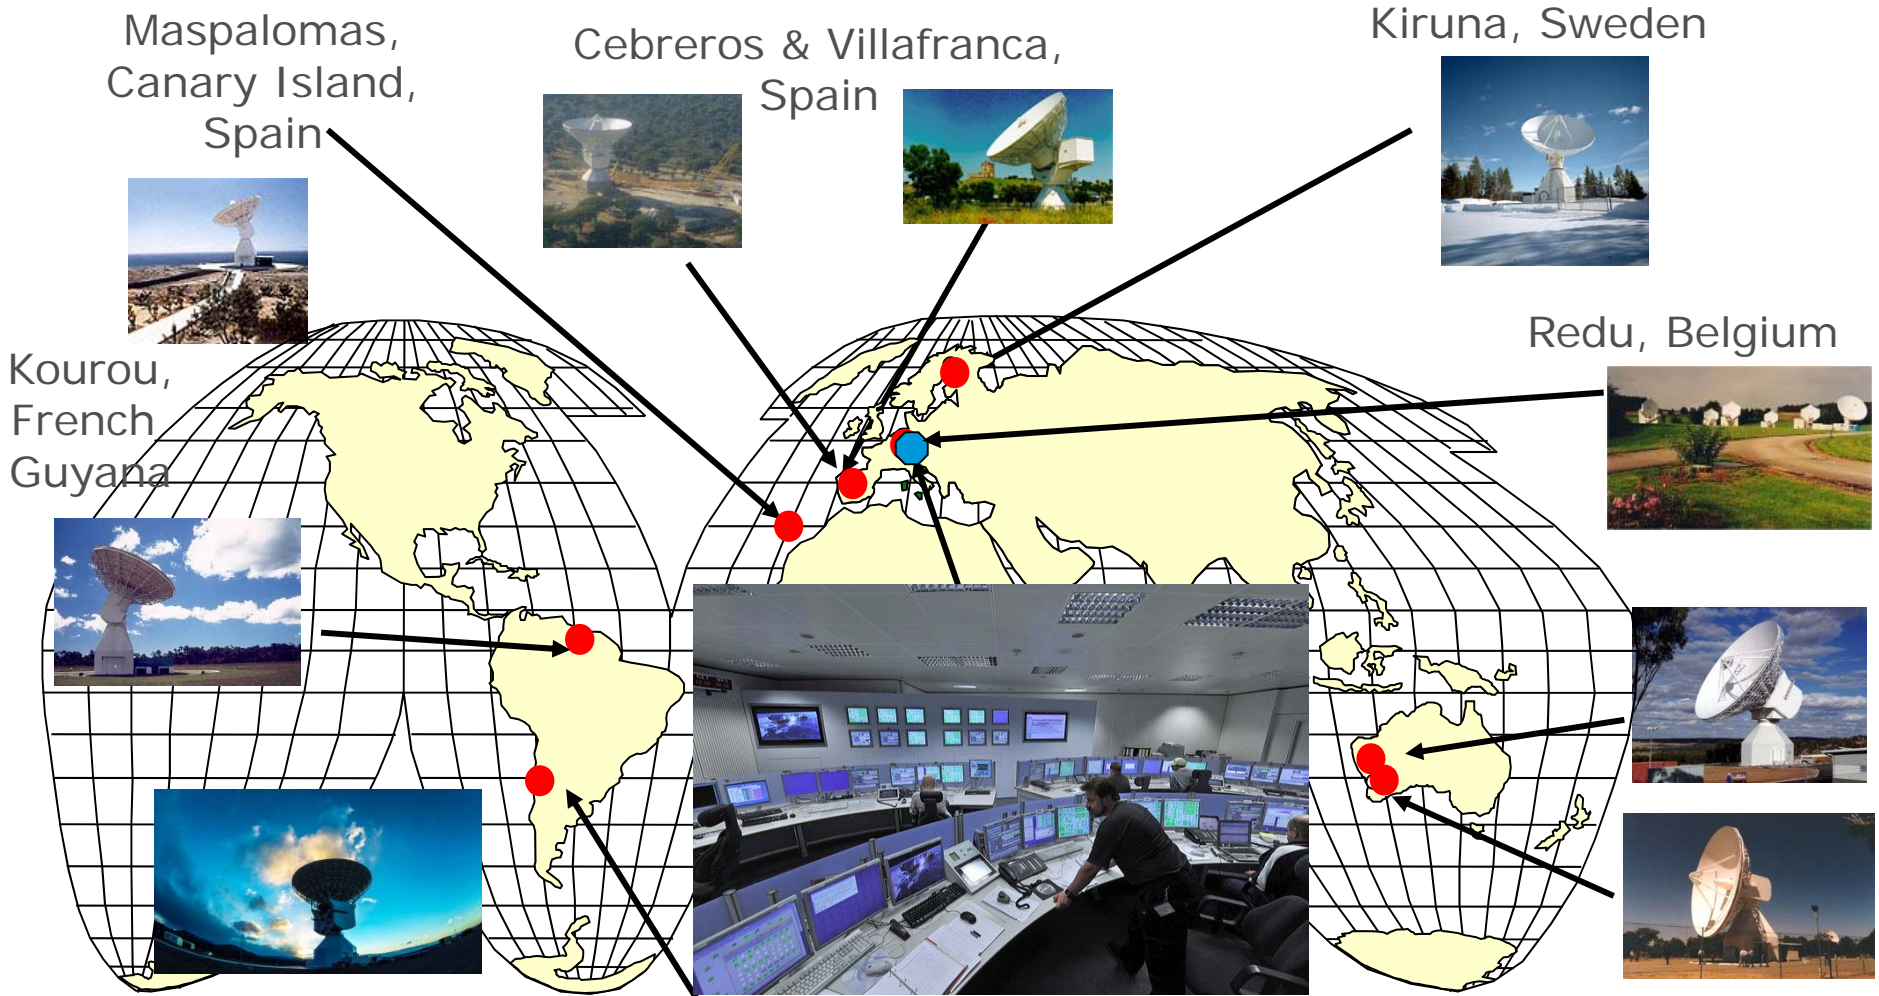 Maspalomas,
Canary Island,
Spain
Cebreros & Villafranca,
Spain
Kiruna, Sweden
Redu, Belgium
Kourou,
French
Guyana